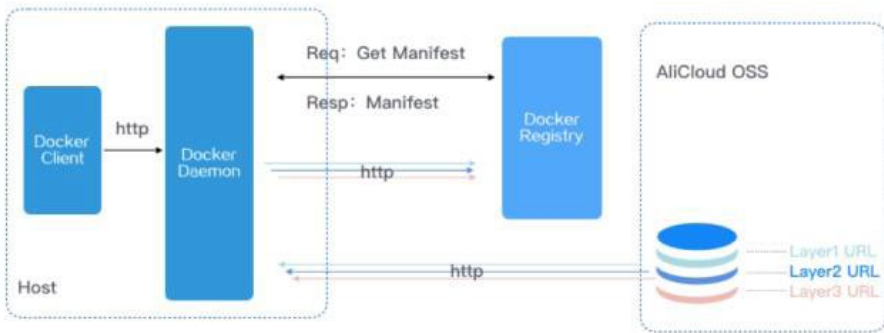 Req: Get Manifest
AliCloud OSS
Resp: Manifest
http
Docker
Client
Docker
Daemon
Docker
Registry
http
http
Layer1 URL
Layer2 URL
Layer3 URL
Host